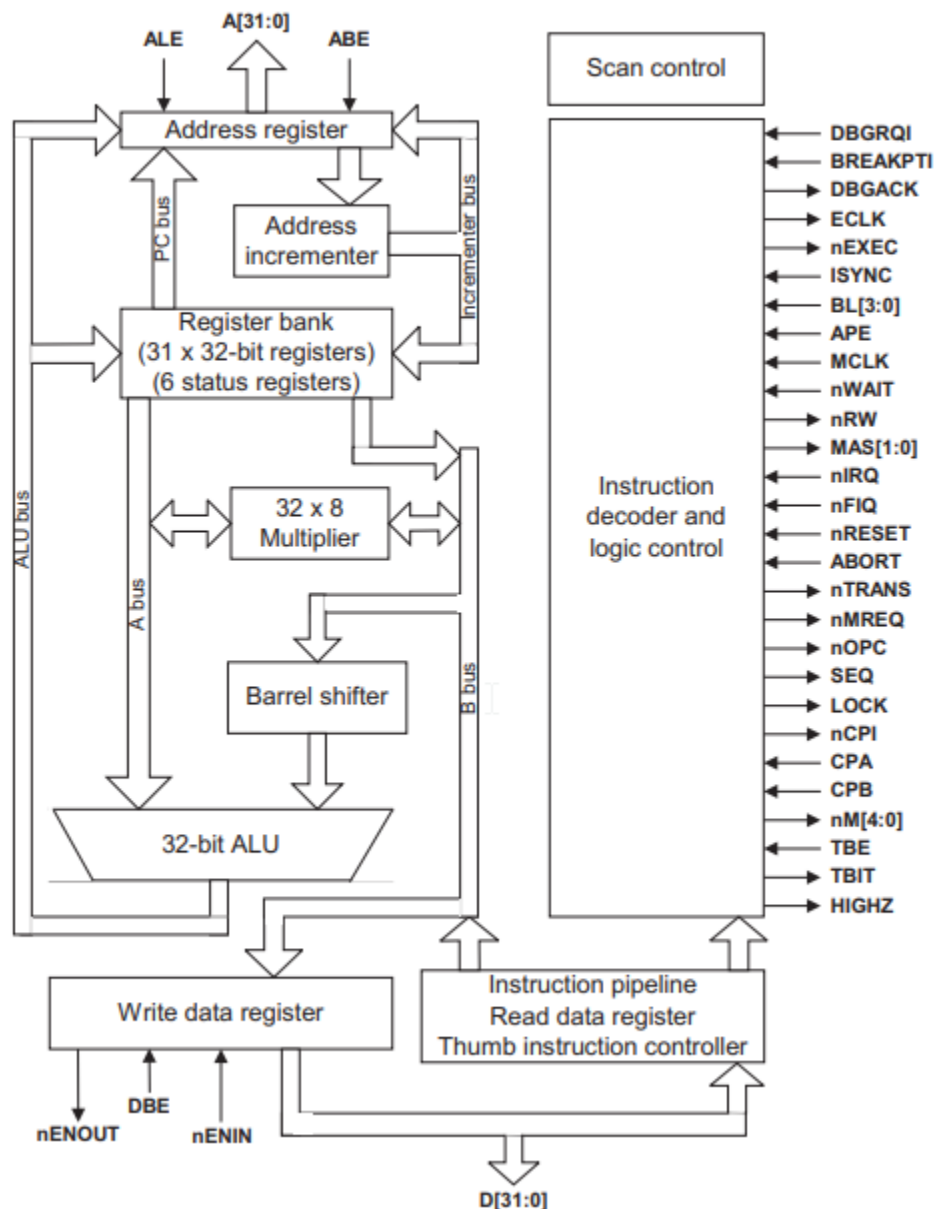 A[31:0]
ALE
ABE
Scan control
Address register
DBGRQI
BREAKPTI
DBGACK
ECLK
nEXEC
ISYNC
BL[3:0]
APE
MCLK
nWAIT
nRW
MAS[1:0]
nIRQ
nFIQ
nRESET
ABORT
nTRANS
nMREQ
nOPC
SEQ
LOCK
nCPI
CPA
CPB
nM[4:0]
TBE
TBIT
HIGHZ
PC bus
Address
incrementer
Incrementer bus
Register bank
(31 x 32-bit registers)
(6 status registers)
ALU bus
A bus
32 x 8
Multiplier
B bus
Barrel shifter
32-bit ALU
Instruction
decoder and
logic control
Write data register
Instruction pipeline
Read data register
Thumb instruction controller
nENOUT
DBE
nENIN
D[31:0]